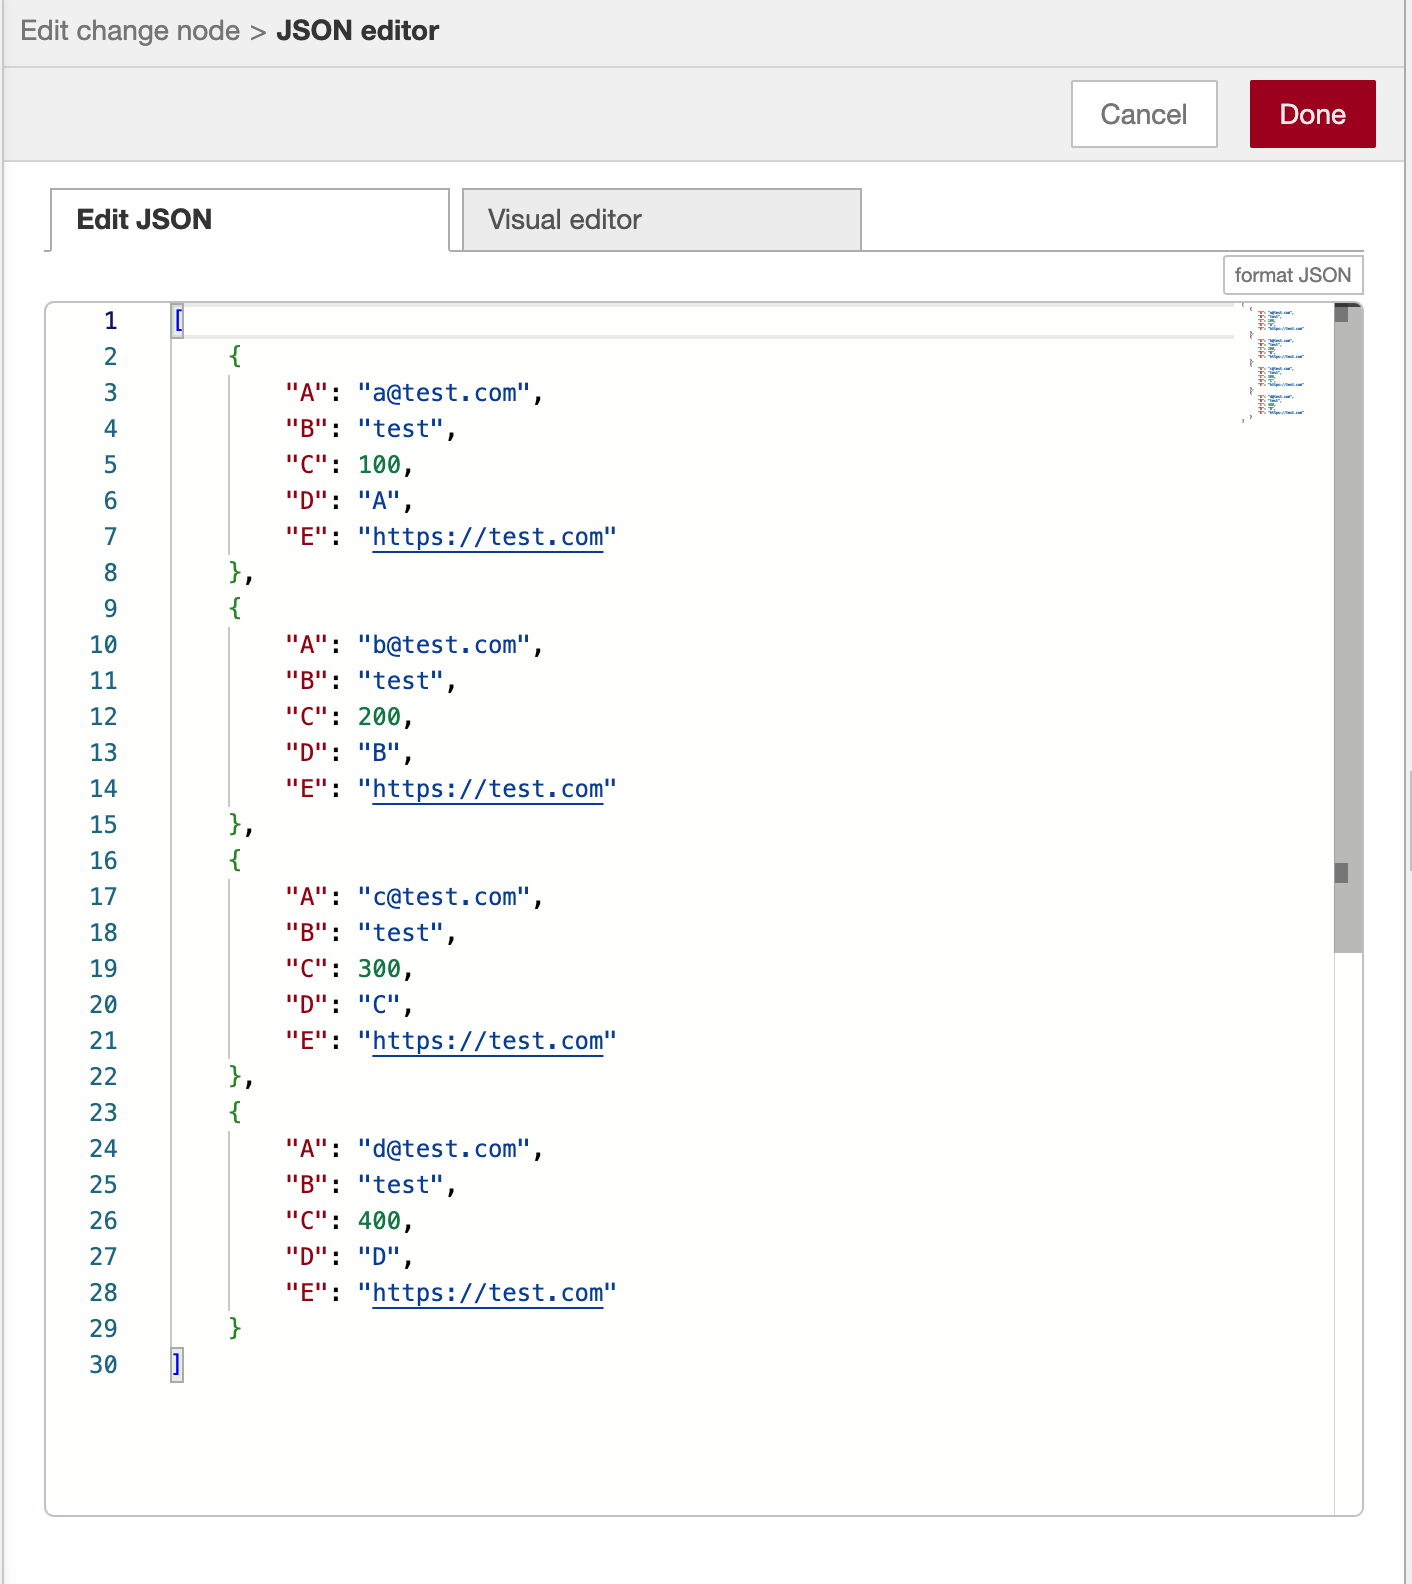 Edit change node > JSON editor
Cancel Done
Edit JSON Visual editor
format JSON
1 [
2 {
3 "A": "a@test.com",
4 "B": "test",
5 "C": 100,
6 "D": "A",
7 "E": "https://test.com"
8 },
9 {
10 "A": "b@test.com",
11 "B": "test",
12 "C": 200,
13 "D": "B",
14 "E": "https://test.com"
15 },
16 {
17 "A": "c@test.com",
18 "B": "test",
19 "C": 300,
20 "D": "C",
21 "E": "https://test.com"
22 },
23 {
24 "A": "d@test.com",
25 "B": "test",
26 "C": 400,
27 "D": "D",
28 "E": "https://test.com"
29 }
30 ]